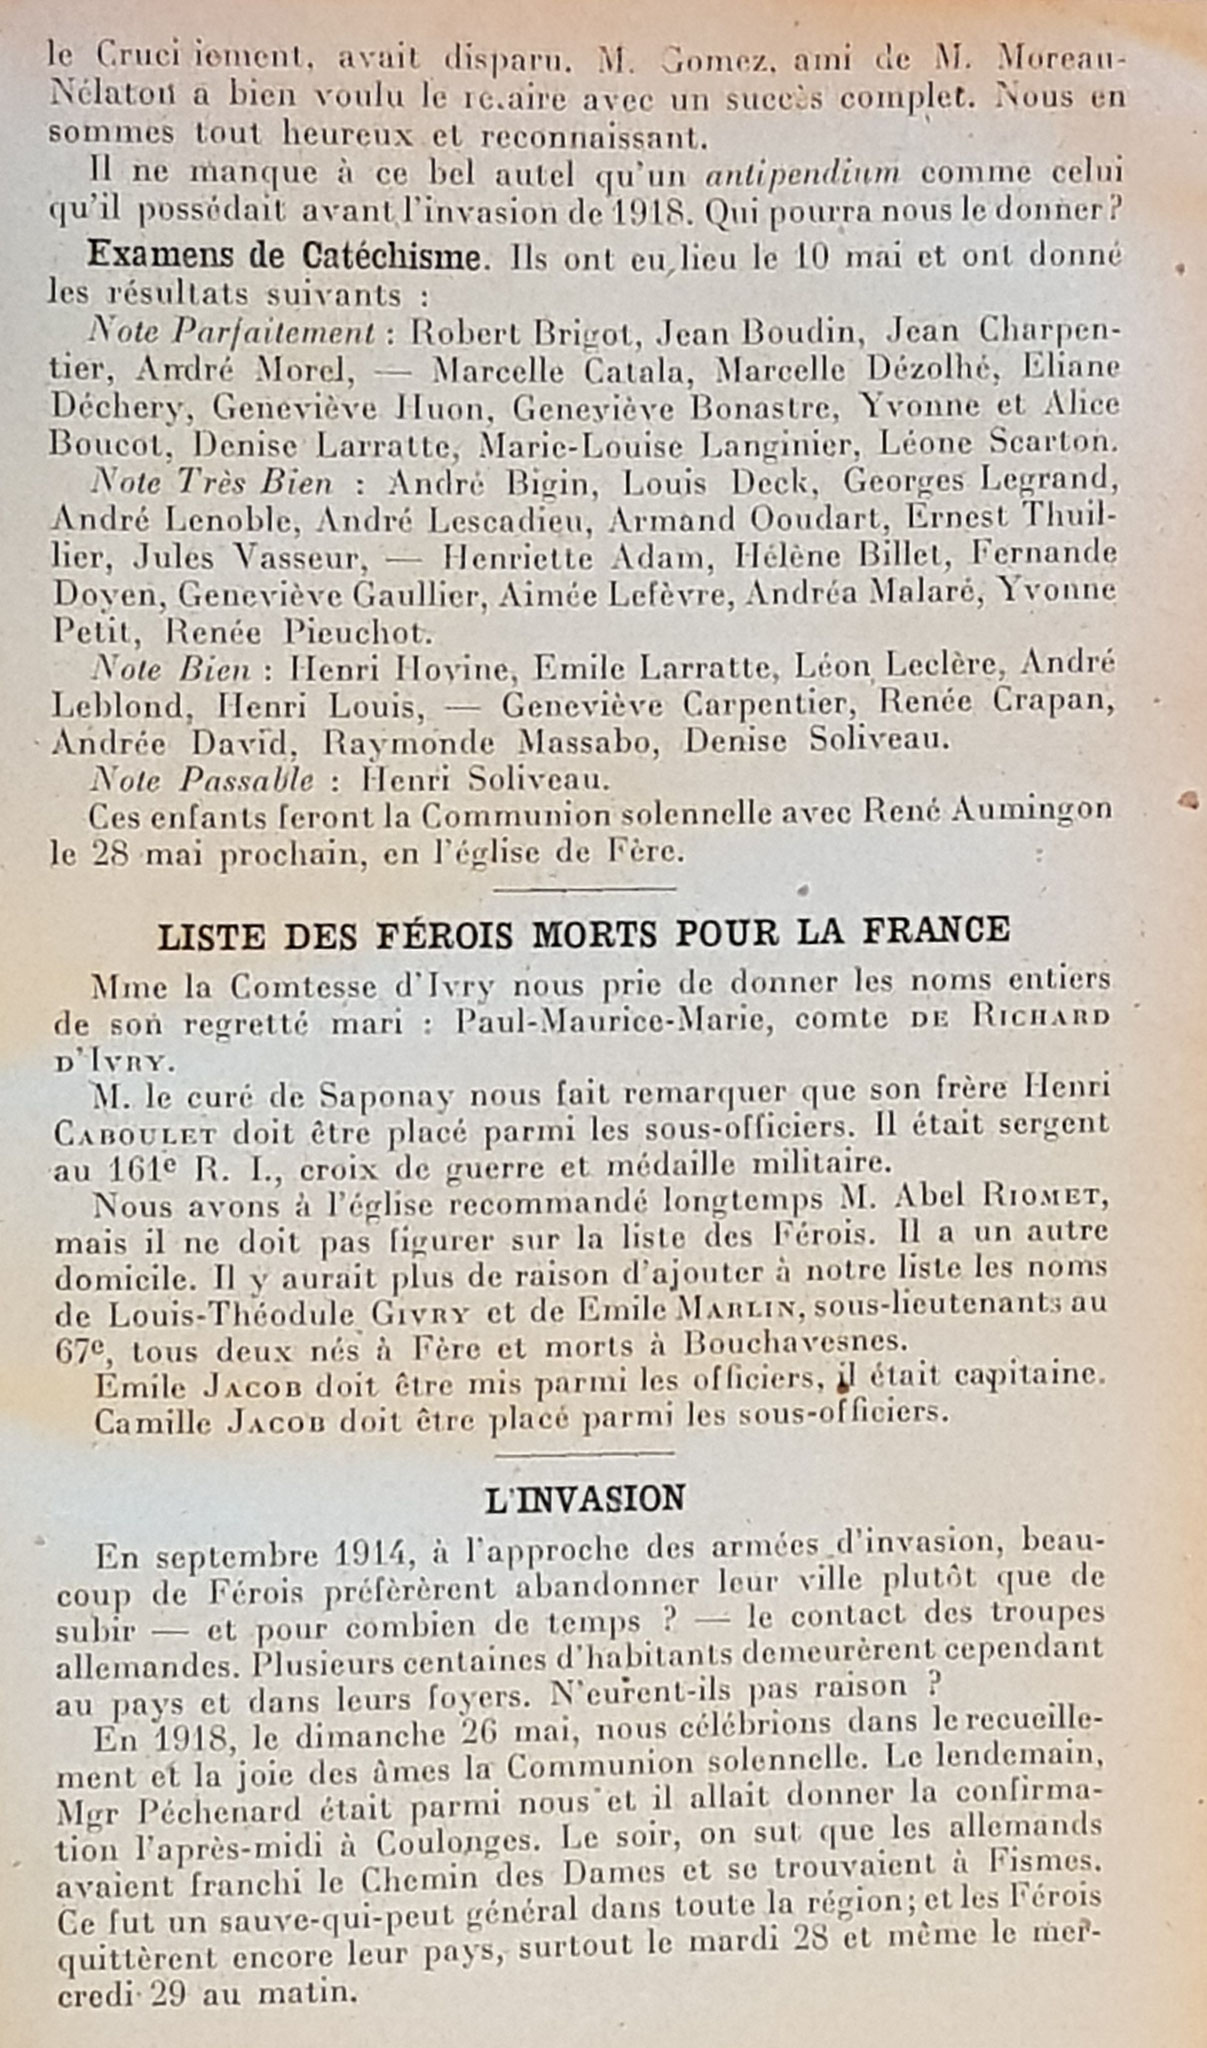 le Cruci iement, avait disparu. M. Gomez, ami de M. Moreau-
Nélaton a bien voulu le re.aire avec un succès complet. Nous en
sommes tout heureux et reconnaissant.
Il ne manque à ce bel autel qu'un antipendium comme celui
qu'il possédait avant l'invasion de 1918. Qui pourra nous le donner ?
Examens de Catéchisme. Ils ont eu lieu le 10 mai et ont donné
les résultats suivants :
Note Parfaitement : Robert Brigot, Jean Boudin, Jean Charpen-
tier, André Morel, — Marcelle Catala, Marcelle Dézolhé, Eliane
Déchery, Geneviève Huon, Geneviève Bonastre, Yvonne et Alice
Boucot, Denise Larratte, Marie-Louise Langinier, Léone Scarton.
Note Très Bien : André Bigin, Louis Deck, Georges Legrand,
André Lenoble, André Lescadieu, Armand Ooudart, Ernest Thuil-
lier, Jules Vasseur, — Henriette Adam, Hélène Billet, Fernande
Doyen, Geneviève Gaullier, Aimée Lefèvre, Andréa Malaré, Yvonne
Petit, Renée Pieuchot.
Note Bien : Henri Hovine, Emile Larratte, Léon Leclère, André
Leblond, Henri Louis, — Geneviève Carpentier, Renée Crapan,
Andrée David, Raymonde Massabo, Denise Soliveau.
Note Passable : Henri Soliveau.
Ces enfants feront la Communion solennelle avec René Aumingon
le 28 mai prochain, en l'église de Fère.
LISTE DES FÉROIS MORTS POUR LA FRANCE
Mme la Comtesse d'Ivry nous prie de donner les noms entiers
de son regretté mari : Paul-Maurice-Marie, comte DE RICHARD
D'IVRY.
M. le curé de Saponay nous fait remarquer que son frère Henri
CABOULET doit être placé parmi les sous-officiers. Il était sergent
au 161e R. I., croix de guerre et médaille militaire.
Nous avons à l'église recommandé longtemps M. Abel RIOMET,
mais il ne doit pas figurer sur la liste des Férois. Il a un autre
domicile. Il y aurait plus de raison d'ajouter à notre liste les noms
de Louis-Théodule GIVRY et de Emile MARLIN, sous-lieutenants au
67e, tous deux nés à Fère et morts à Bouchavesnes.
Emile JACOB doit être mis parmi les officiers, il était capitaine.
Camille JACOB doit être placé parmi les sous-officiers.
L'INVASION
En septembre 1914, à l'approche des armées d'invasion, beau-
coup de Férois préfèrèrent abandonner leur ville plutôt que de
subir — et pour combien de temps ? — le contact des troupes
allemandes. Plusieurs centaines d'habitants demeurèrent cependant
au pays et dans leurs foyers. N'eurent-ils pas raison ?
En 1918, le dimanche 26 mai, nous célébrions dans le recueille-
ment et la joie des âmes la Communion solennelle. Le lendemain,
Mgr Péchenard était parmi nous et il allait donner la confirma-
tion l'après-midi à Coulonges. Le soir, on sut que les allemands
avaient franchi le Chemin des Dames et se trouvaient à Fismes.
Ce fut un sauve-qui-peut général dans toute la région; et les Férois
quittèrent encore leur pays, surtout le mardi 28 et même le mer-
credi 29 au matin.